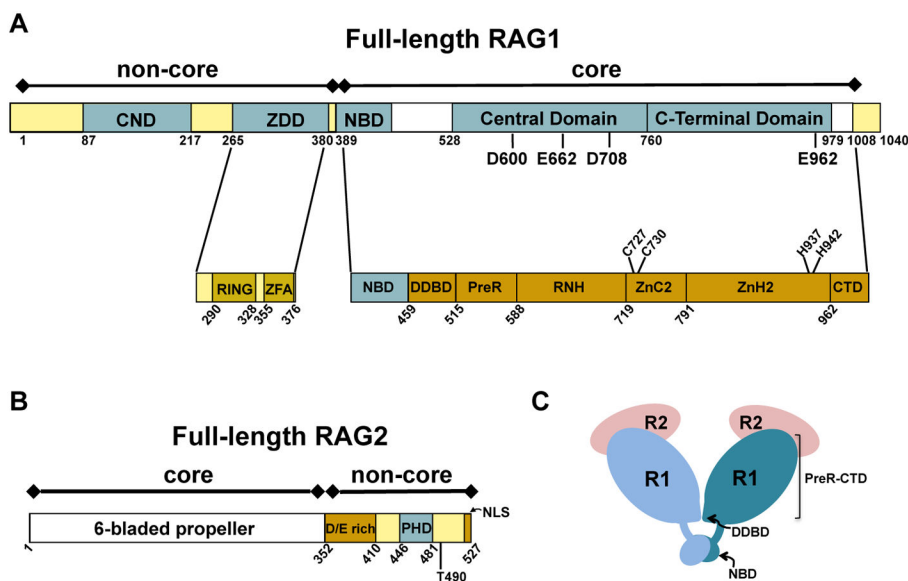 A
Full-length RAG1
non-core core
CND ZDD NBD Central Domain C-Terminal Domain
1 87 217 265 380 389 528 760 979 1008 1040
D600 E662 D708 E962
C727 C730 H937 H942
RING ZFA NBD DDBD PreR RNH ZnC2 ZnH2 CTD
290 328 355 376 459 515 588 719 791 962
B
Full-length RAG2
core non-core
NLS
6-bladed propeller D/E rich PHD
1 352 410 446 481 527
T490
C
R2 R2
R1 R1
PreR-CTD
DDBD
NBD